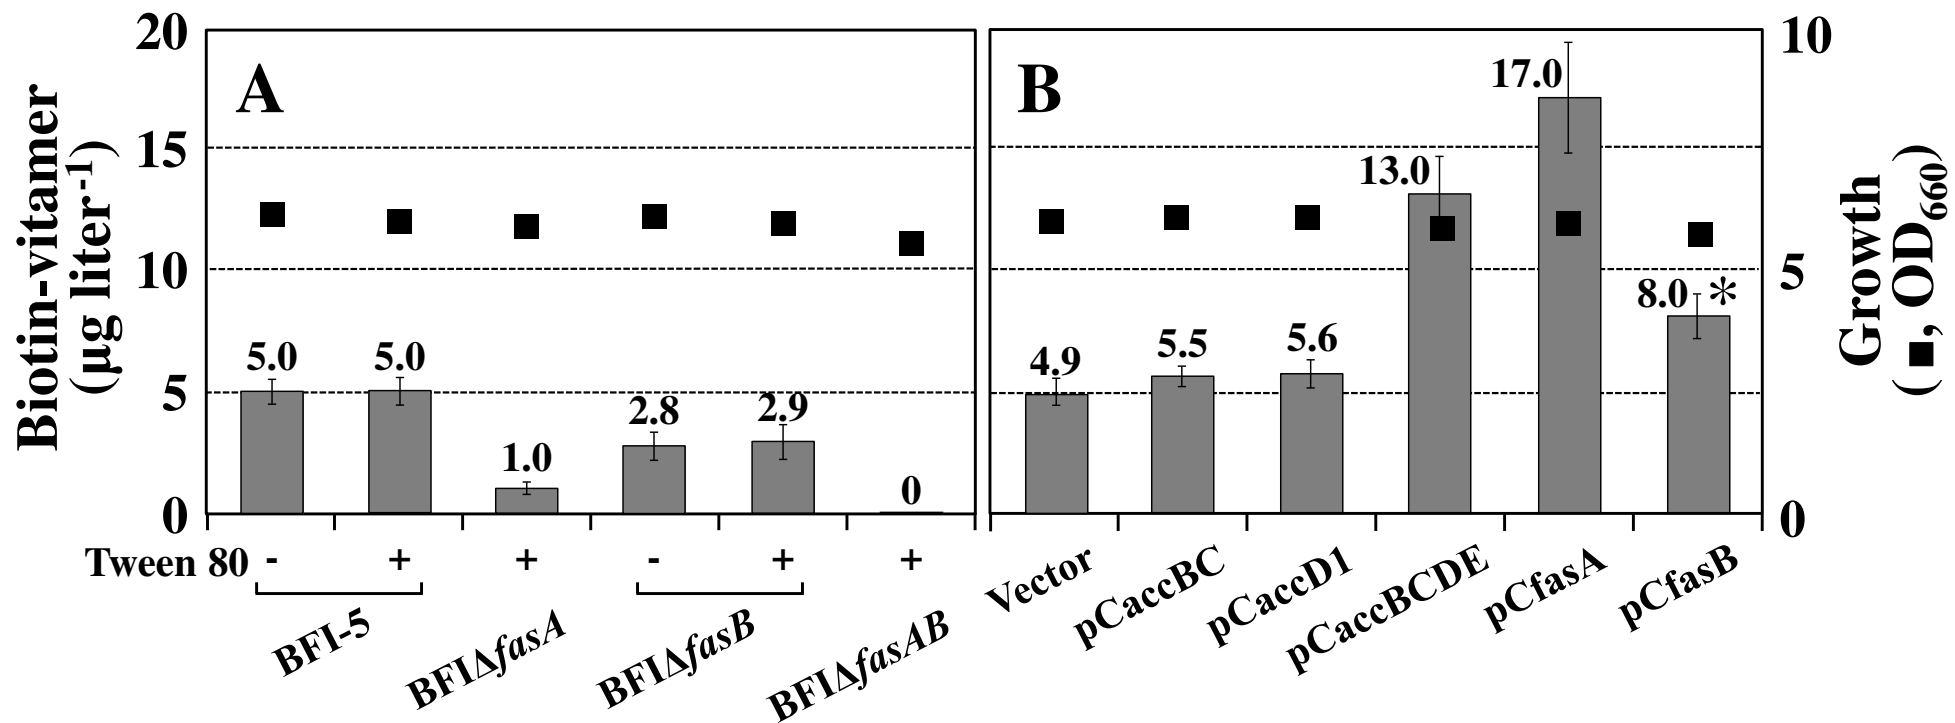 20
15
10
5
0
Biotin-vitamer
(µg liter-1)
A
5.0
5.0
1.0
2.8
2.9
0
Tween 80 - + + - + +
BFI-5
BFIΔfasA
BFIΔfasB
BFIΔfasAB
B
4.9
5.5
5.6
13.0
17.0
8.0 *
Vector
pCaccBC
pCaccD1
pCaccBCDE
pCfasA
pCfasB
10
5
0
Growth
(■, OD660)